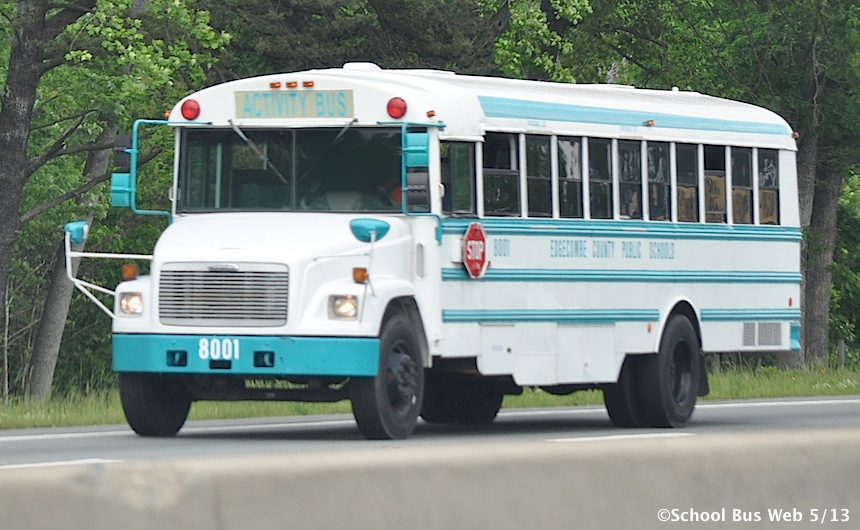 ACTIVITY BUS
STOP
8001
EDGECOMBE COUNTY PUBLIC SCHOOLS
8001
©School Bus Web 5/13